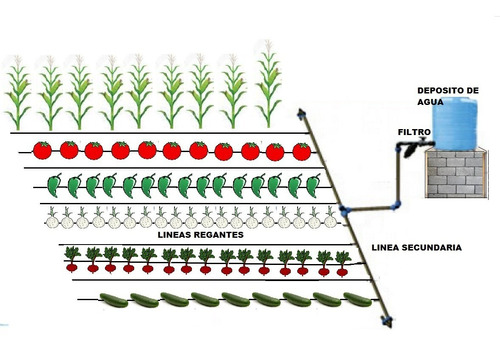 DEPOSITO DE
AGUA
FILTRO
LINEAS REGANTES
LINEA SECUNDARIA